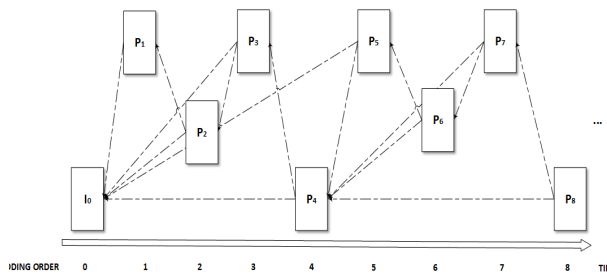 P1 P3 P5 P7
P2 P6
...
I0 P4 P8
DING ORDER 0 1 2 3 4 5 6 7 8 TI